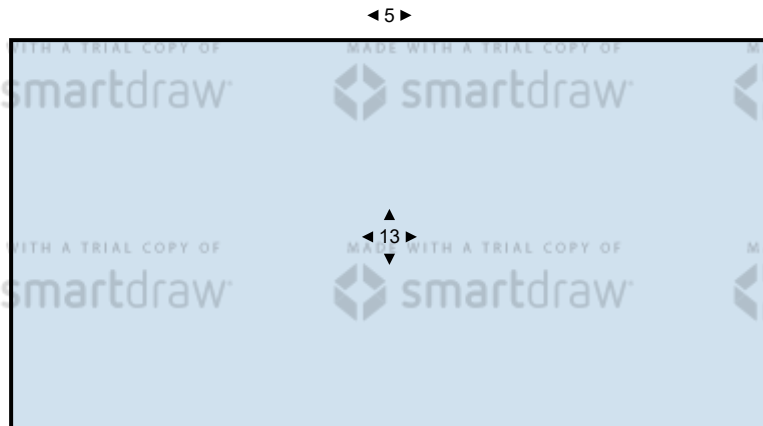 ◄ 5 ►
WITH A TRIAL COPY OF MADE WITH A TRIAL COPY OF M
smartdraw smartdraw
▲
◄ 13 ►
▼
WITH A TRIAL COPY OF MADE WITH A TRIAL COPY OF M
smartdraw smartdraw